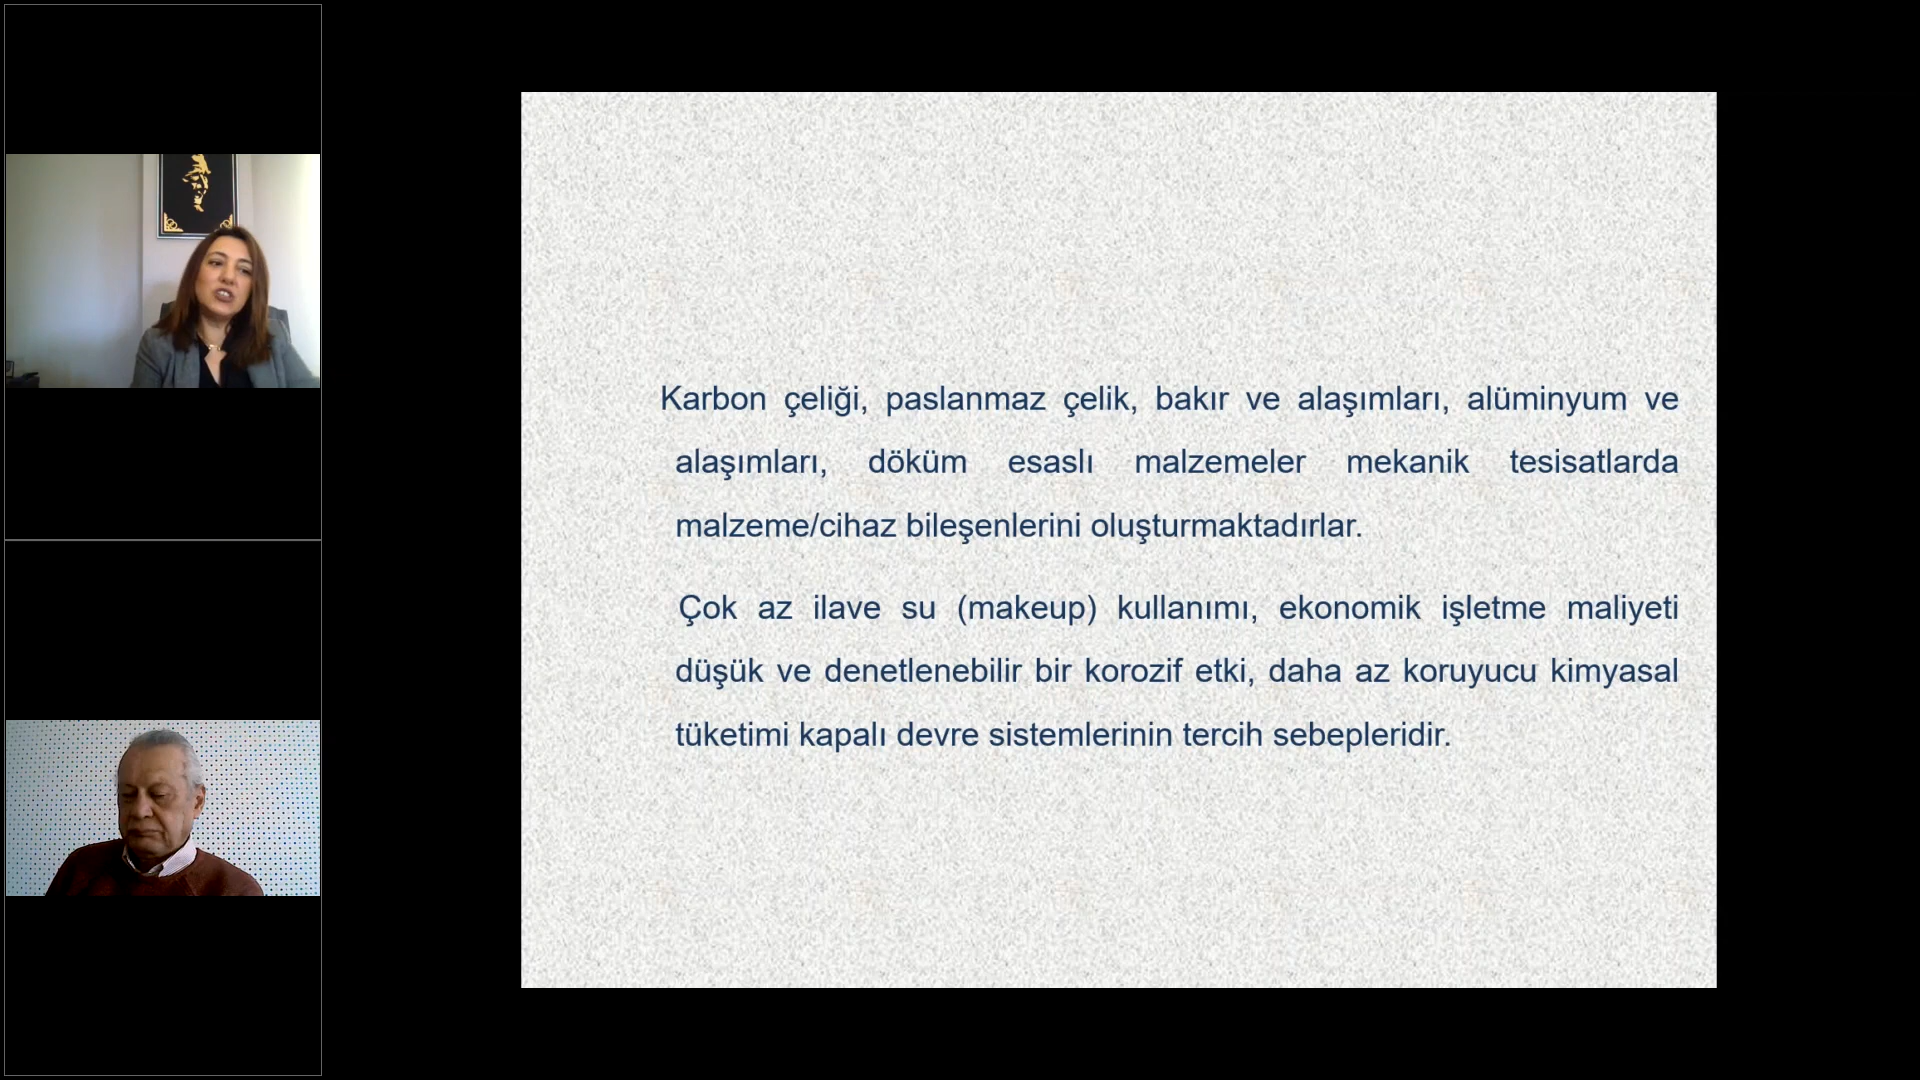 Karbon çeliği, paslanmaz çelik, bakır ve alaşımları, alüminyum ve
alaşımları, döküm esaslı malzemeler mekanik tesisatlarda
malzeme/cihaz bileşenlerini oluşturmaktadırlar.
Çok az ilave su (makeup) kullanımı, ekonomik işletme maliyeti
düşük ve denetlenebilir bir korozif etki, daha az koruyucu kimyasal
tüketimi kapalı devre sistemlerinin tercih sebepleridir.